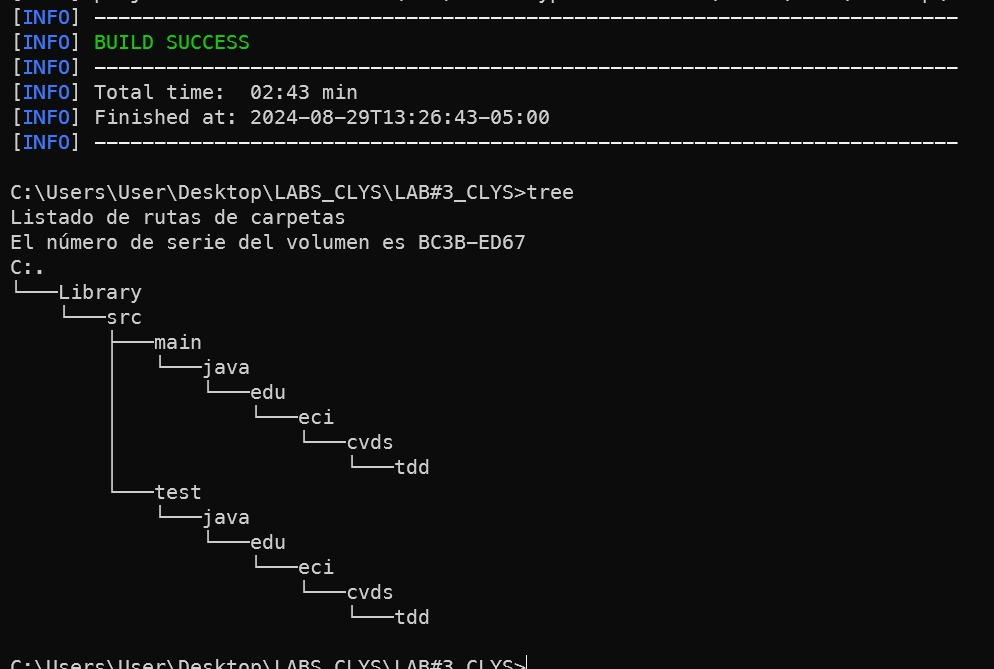 [INFO] ------------------------------------------------------------------------
[INFO] BUILD SUCCESS
[INFO] ------------------------------------------------------------------------
[INFO] Total time:  02:43 min
[INFO] Finished at: 2024-08-29T13:26:43-05:00
[INFO] ------------------------------------------------------------------------
C:\Users\User\Desktop\LABS_CLYS\LAB#3_CLYS>tree
Listado de rutas de carpetas
El número de serie del volumen es BC3B-ED67
C:.
└───Library
    └───src
        ├───main
        │   └───java
        │       └───edu
        │           └───eci
        │               └───cvds
        │                   └───tdd
        └───test
            └───java
                └───edu
                    └───eci
                        └───cvds
                            └───tdd
C:\Users\User\Desktop\LABS_CLYS\LAB#3_CLYS>